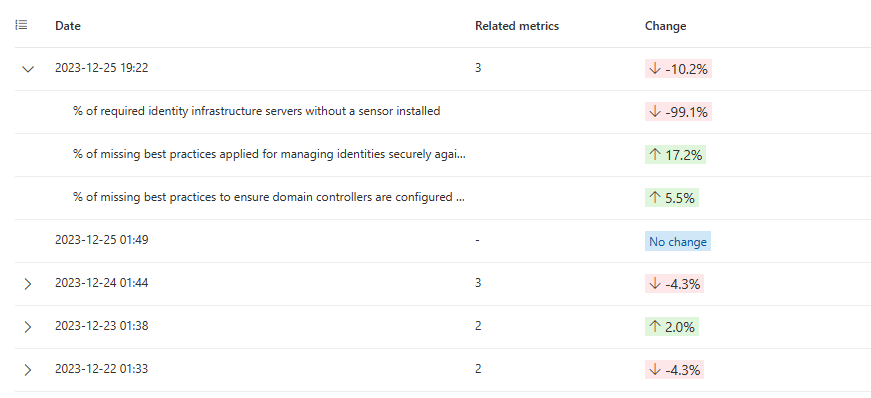 Date Related metrics Change
2023-12-25 19:22 3 ↓ -10.2%
% of required identity infrastructure servers without a sensor installed ↓ -99.1%
% of missing best practices applied for managing identities securely agai... ↑ 17.2%
% of missing best practices to ensure domain controllers are configured ... ↑ 5.5%
2023-12-25 01:49 - No change
2023-12-24 01:44 3 ↓ -4.3%
2023-12-23 01:38 2 ↑ 2.0%
2023-12-22 01:33 2 ↓ -4.3%